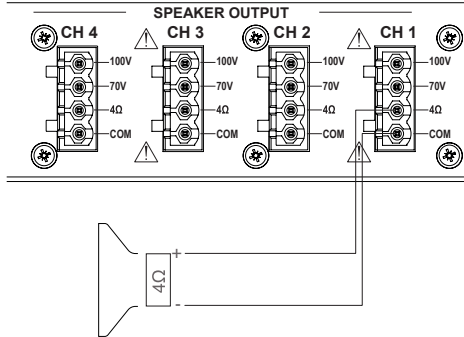 SPEAKER OUTPUT
CH 4 CH 3 CH 2 CH 1
100V 100V 100V 100V
70V 70V 70V 70V
4Ω 4Ω 4Ω 4Ω
COM COM COM COM
+
4Ω
-